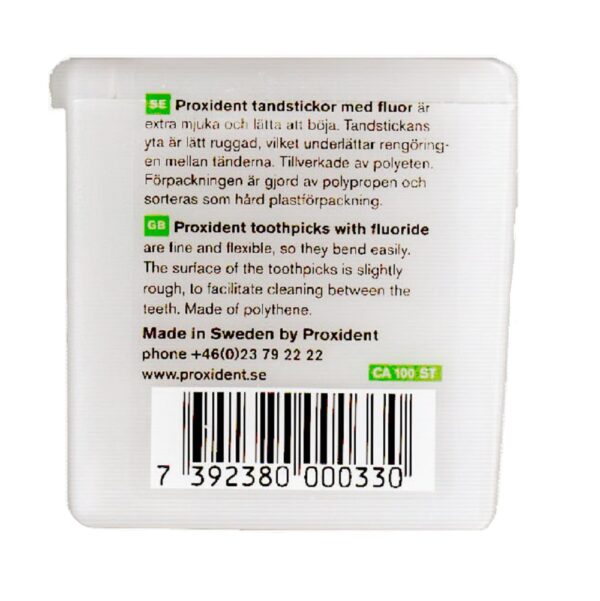 SE Proxident tandstickor med fluor är
extra mjuka och lätta att böja. Tandstickans
yta är lätt ruggad, vilket underlättar rengöring-
en mellan tänderna. Tillverkade av polyeten.
Förpackningen är gjord av polypropen och
sorteras som hård plastförpackning.
GB Proxident toothpicks with fluoride
are fine and flexible, so they bend easily.
The surface of the toothpicks is slightly
rough, to facilitate cleaning between the
teeth. Made of polythene.
Made in Sweden by Proxident
phone +46(0)23 79 22 22
www.proxident.se
CA 100 ST
7 392380 000330